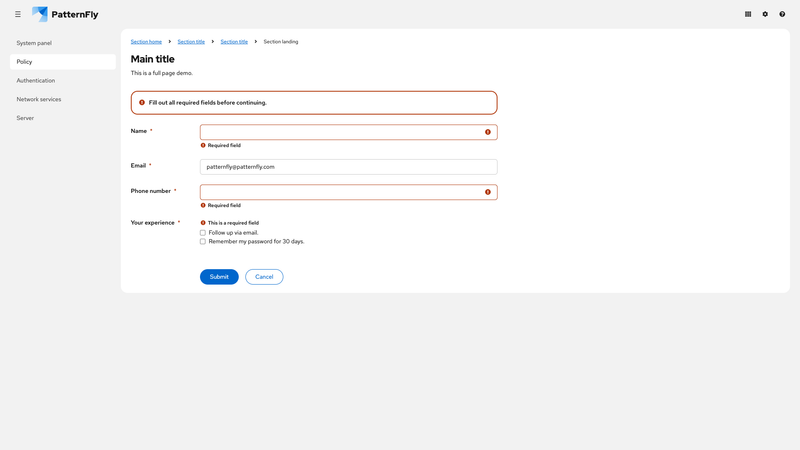 PatternFly
System panel
Policy
Authentication
Network services
Server
Section home > Section title > Section title > Section landing
Main title
This is a full page demo.
Fill out all required fields before continuing.
Name *
Required field
Email *
patternfly@patternfly.com
Phone number *
Required field
Your experience *
This is a required field
Follow up via email.
Remember my password for 30 days.
Submit
Cancel